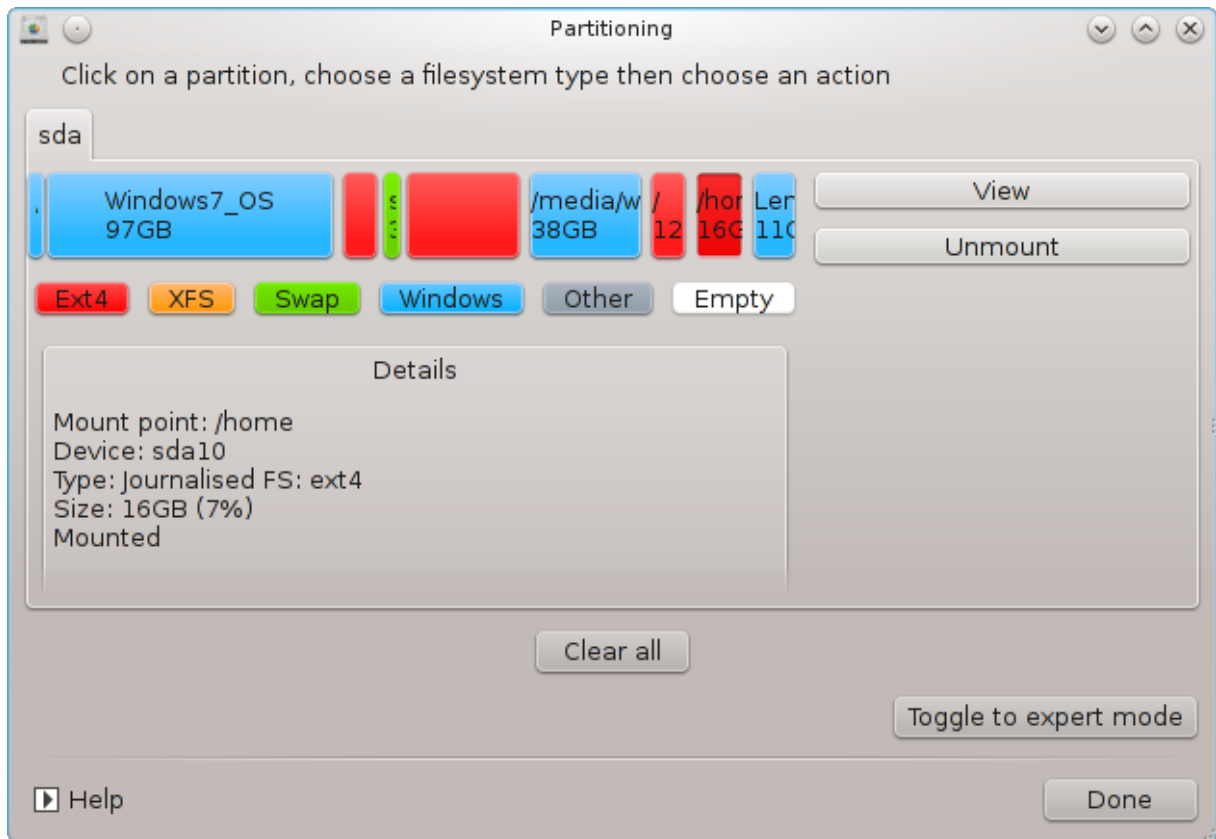 Partitioning
Click on a partition, choose a filesystem type then choose an action
sda
Windows7_OS
97GB
/media/w
38GB
/
12
/hor
16G
Ler
11G
View
Unmount
Ext4
XFS
Swap
Windows
Other
Empty
Details
Mount point: /home
Device: sda10
Type: Journalised FS: ext4
Size: 16GB (7%)
Mounted
Clear all
Toggle to expert mode
Help
Done